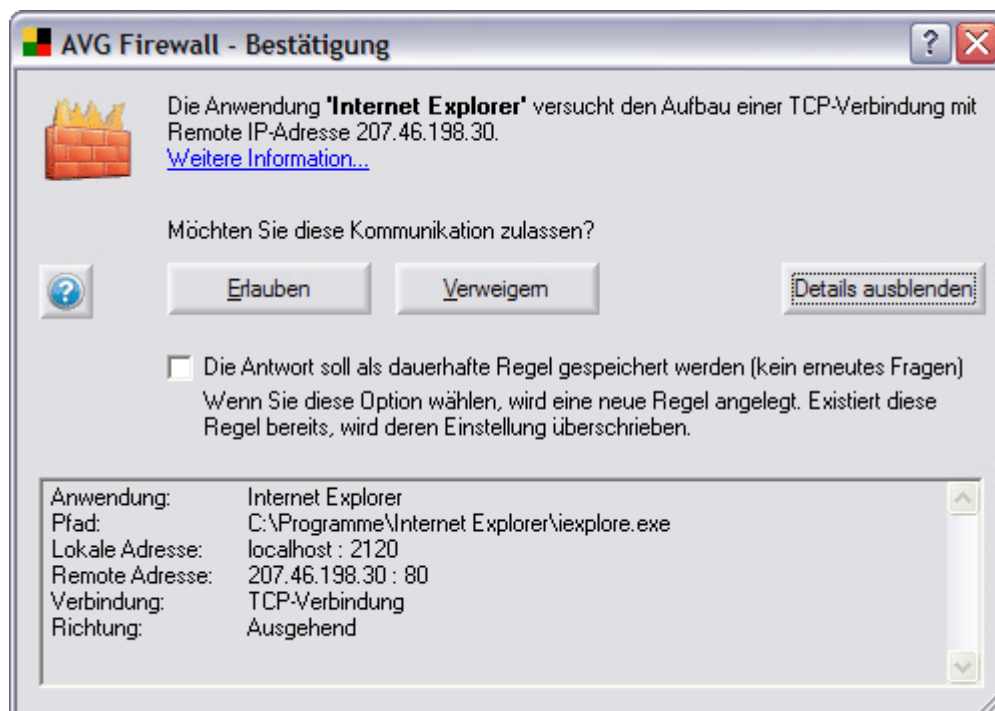 AVG Firewall - Bestätigung
Die Anwendung "Internet Explorer" versucht den Aufbau einer TCP-Verbindung mit
Remote IP-Adresse 207.46.198.30.
Weitere Information...
Möchten Sie diese Kommunikation zulassen?
Erlauben
Verweigern
Details ausblenden
Die Antwort soll als dauerhafte Regel gespeichert werden (kein erneutes Fragen)
Wenn Sie diese Option wählen, wird eine neue Regel angelegt. Existiert diese
Regel bereits, wird deren Einstellung überschrieben.
Anwendung: Internet Explorer
Pfad: C:\Programme\Internet Explorer\iexplore.exe
Lokale Adresse: localhost : 2120
Remote Adresse: 207.46.198.30 : 80
Verbindung: TCP-Verbindung
Richtung: Ausgehend